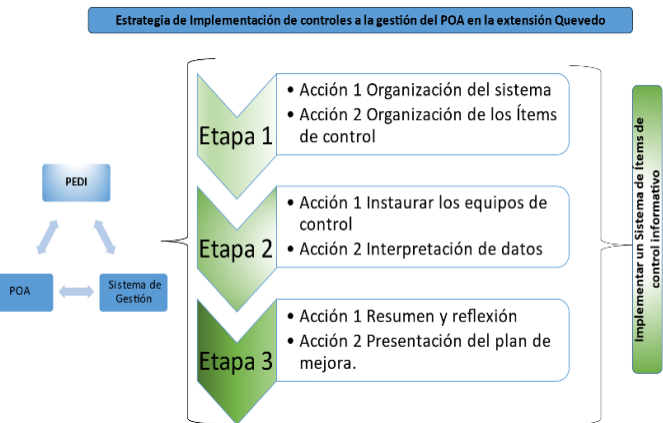 Estrategia de Implementación de controles a la gestión del POA en la extensión Quevedo
PEDI
POA
Sistema de
Gestión
Etapa 1
• Acción 1 Organización del sistema
• Acción 2 Organización de los Ítems
de control
Etapa 2
• Acción 1 Instaurar los equipos de
control
• Acción 2 Interpretación de datos
Etapa 3
• Acción 1 Resumen y reflexión
• Acción 2 Presentación del plan de
mejora.
Implementar un Sistema de Ítems de
control informativo